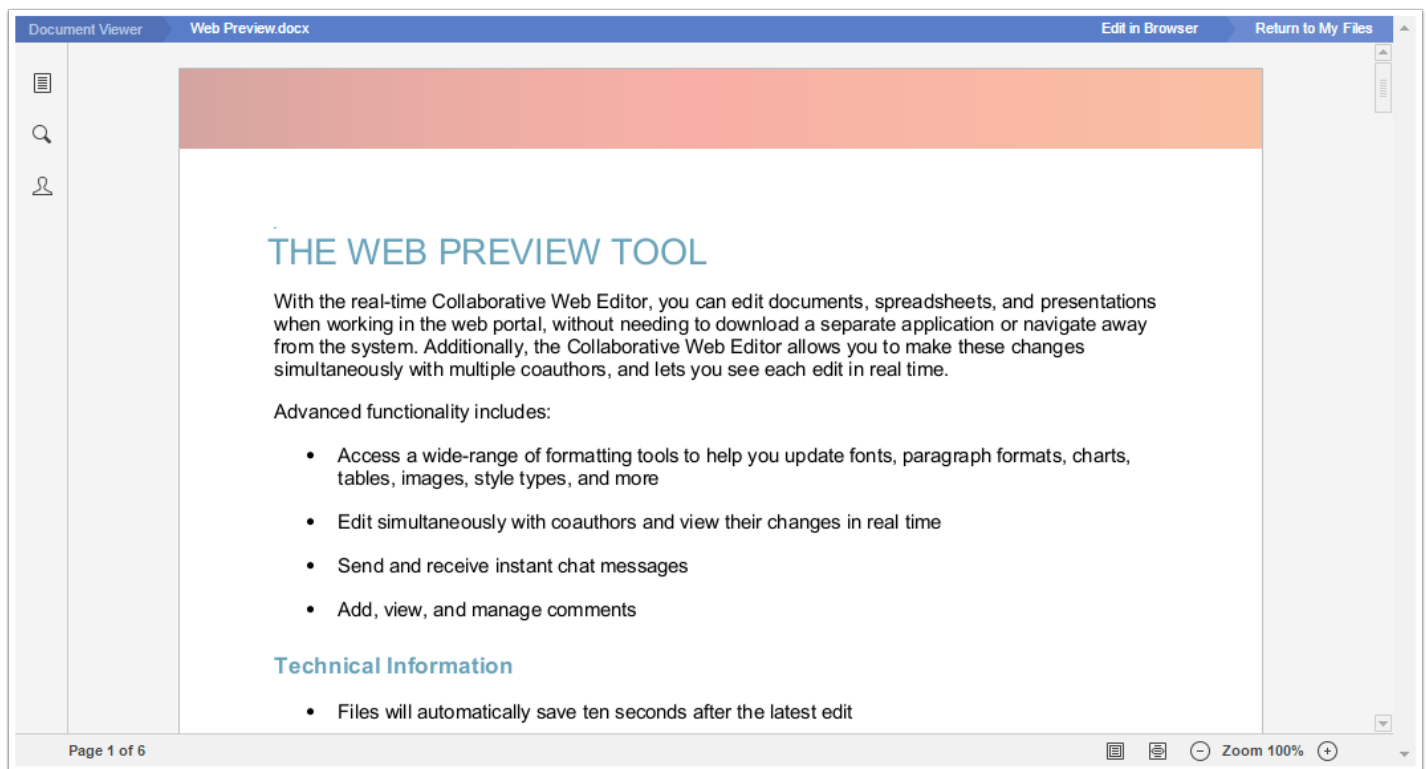 Document Viewer Web Preview.docx Edit in Browser Return to My Files
THE WEB PREVIEW TOOL
With the real-time Collaborative Web Editor, you can edit documents, spreadsheets, and presentations
when working in the web portal, without needing to download a separate application or navigate away
from the system. Additionally, the Collaborative Web Editor allows you to make these changes
simultaneously with multiple coauthors, and lets you see each edit in real time.
Advanced functionality includes:
• Access a wide-range of formatting tools to help you update fonts, paragraph formats, charts,
tables, images, style types, and more
• Edit simultaneously with coauthors and view their changes in real time
• Send and receive instant chat messages
• Add, view, and manage comments
Technical Information
• Files will automatically save ten seconds after the latest edit
Page 1 of 6 Zoom 100%